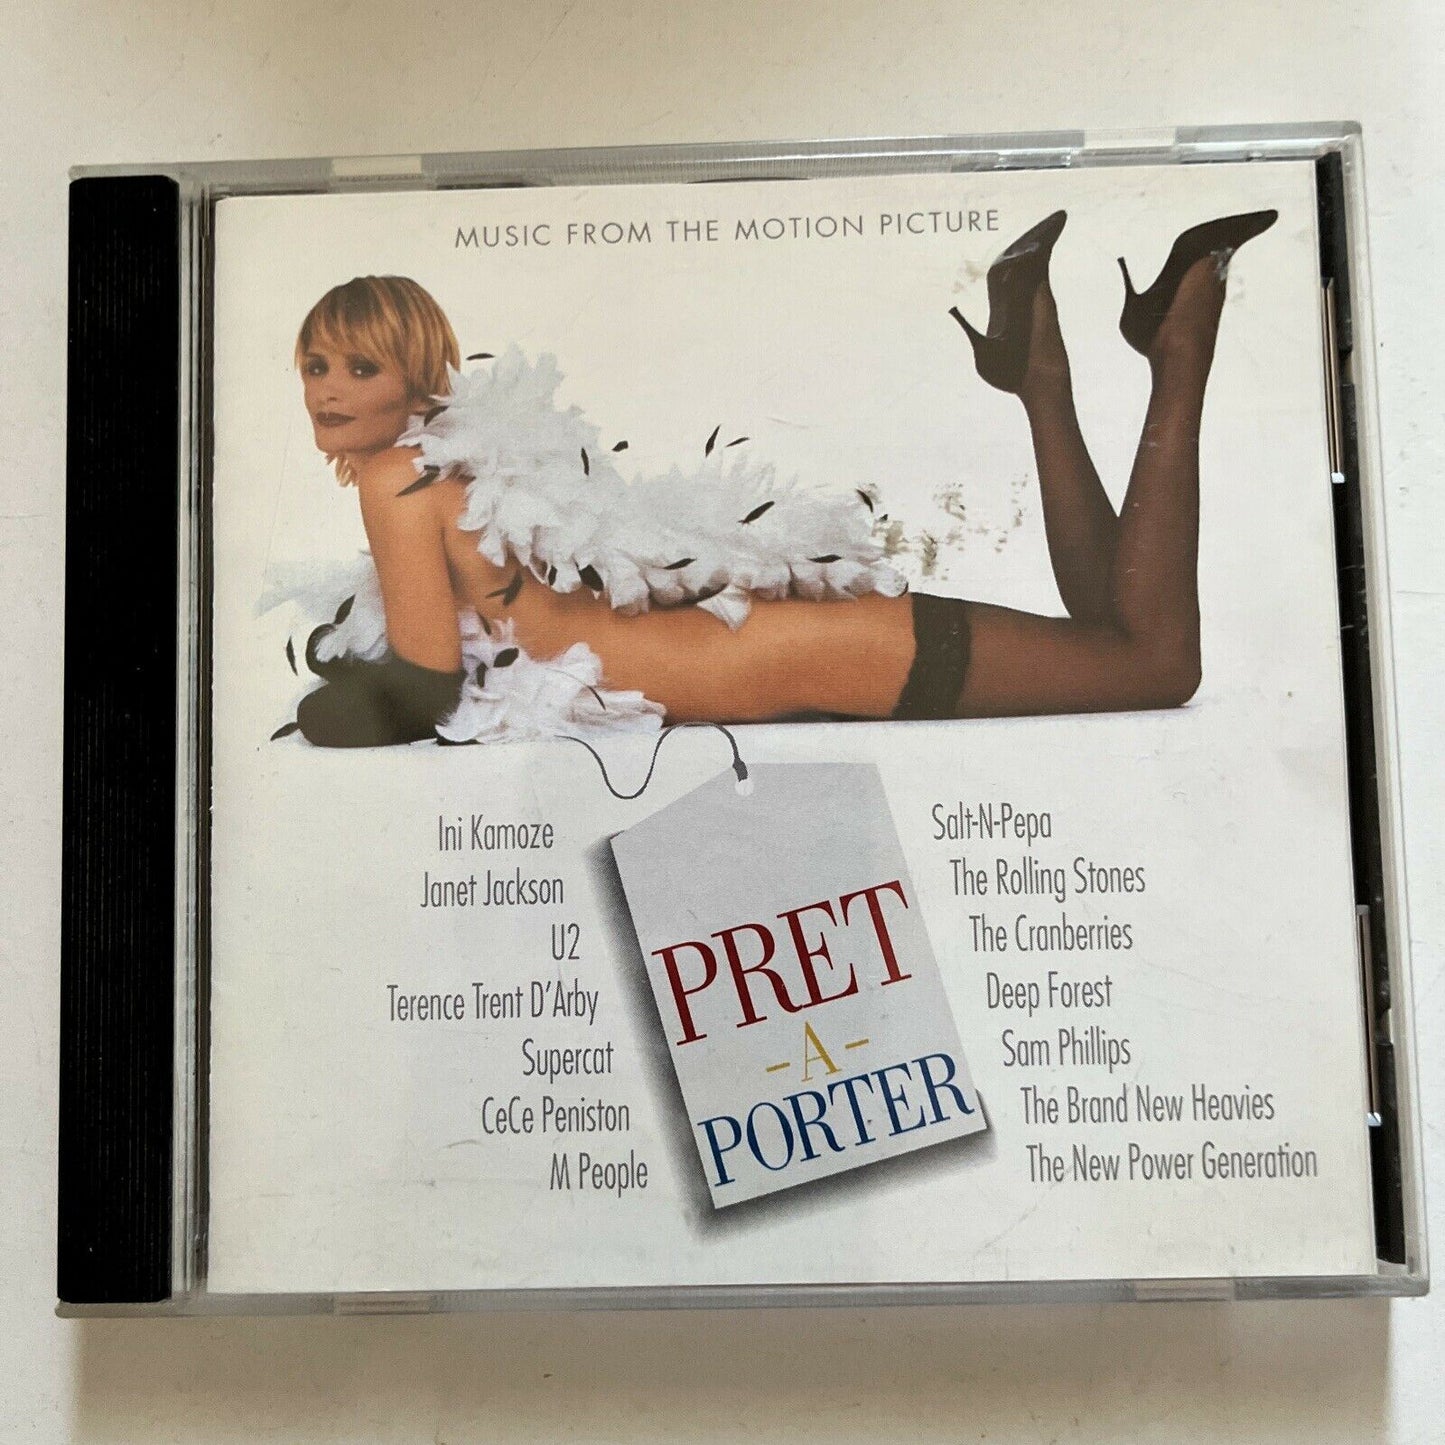 MUSIC FROM THE MOTION PICTURE
Ini Kamoze
Janet Jackson
U2
Terence Trent D'Arby
Supercat
CeCe Peniston
M People
PRET
-A-
PORTER
Salt-N-Pepa
The Rolling Stones
The Cranberries
Deep Forest
Sam Phillips
The Brand New Heavies
The New Power Generation